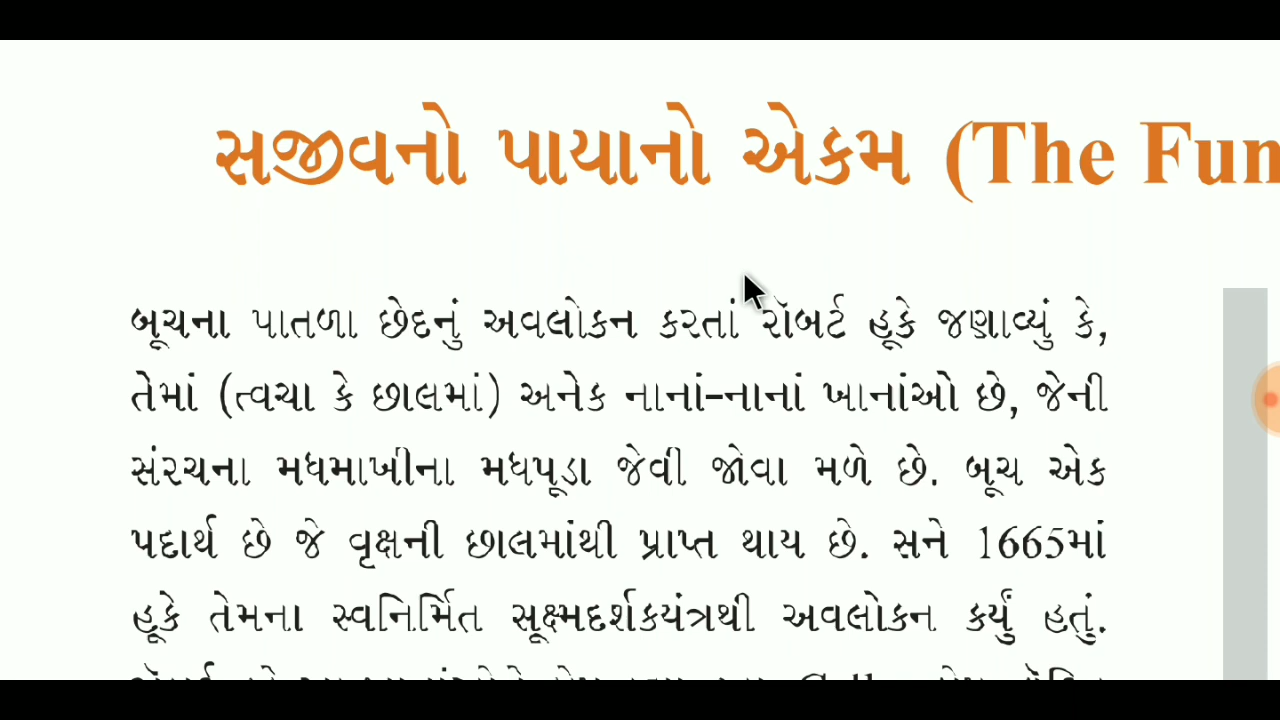 સજીવનો પાયાનો એકમ (The Fun
બૂચના પાતળા છેદનું અવલોકન કરતાં રૉબર્ટ હૂકે જણાવ્યું કે,
તેમાં (ત્વચા કે છાલમાં) અનેક નાનાં-નાનાં ખાનાંઓ છે, જેની
સંરચના મધમાખીના મધપૂડા જેવી જોવા મળે છે. બૂચ એક
પદાર્થ છે જે વૃક્ષની છાલમાંથી પ્રાપ્ત થાય છે. સને 1665માં
હૂકે તેમના સ્વનિર્મિત સૂક્ષ્મદર્શકયંત્રથી અવલોકન કર્યું હતું.